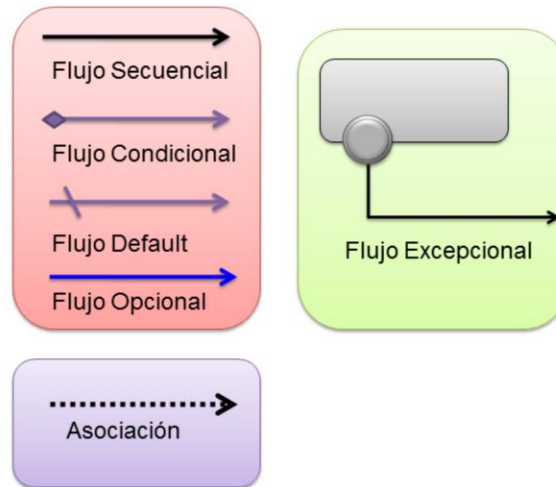 Flujo Secuencial
Flujo Condicional
Flujo Default
Flujo Opcional
Flujo Excepcional
Asociación